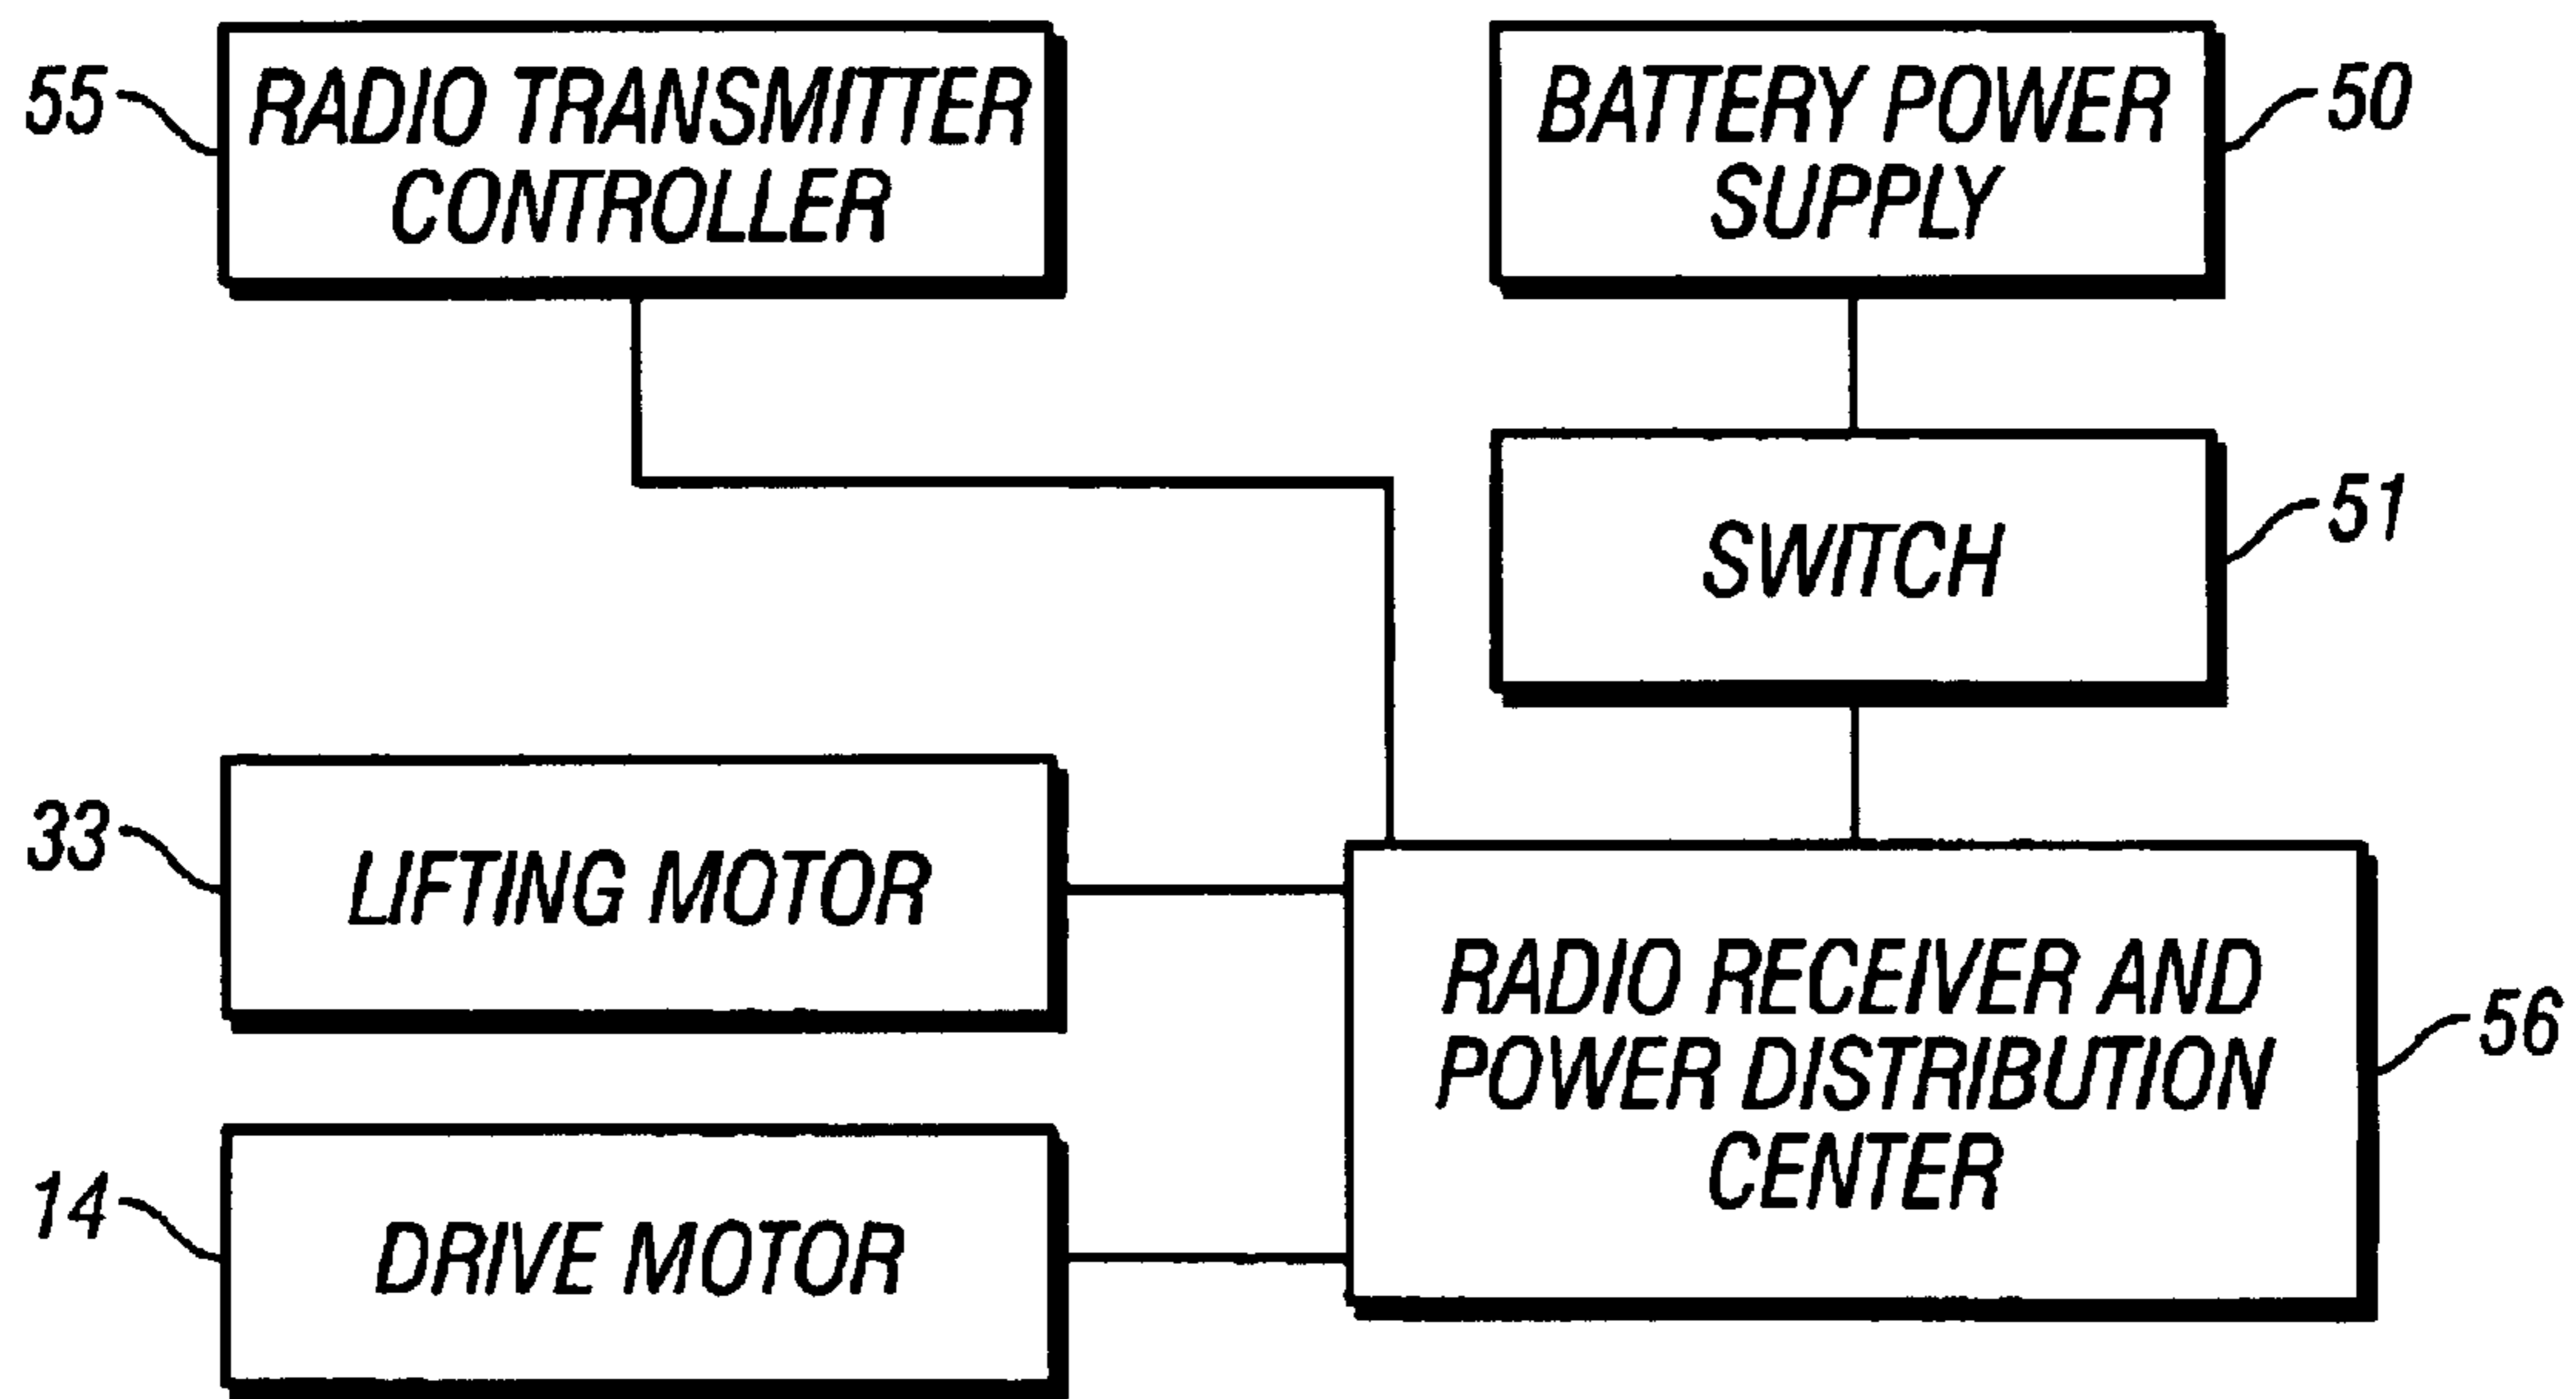 55
RADIO TRANSMITTER
CONTROLLER
BATTERY POWER
SUPPLY
50
SWITCH
51
33
LIFTING MOTOR
RADIO RECEIVER AND
POWER DISTRIBUTION
CENTER
56
14
DRIVE MOTOR